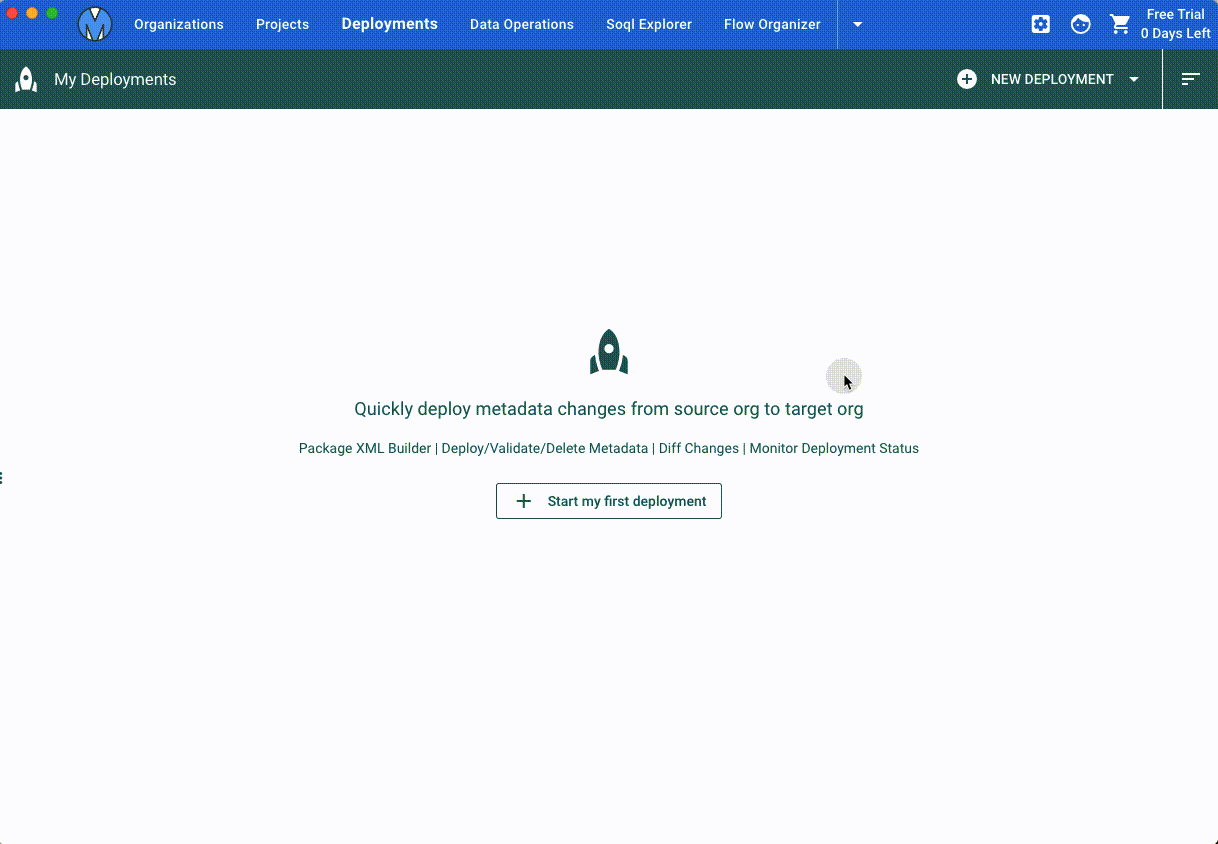 Organizations Projects Deployments Data Operations Soql Explorer Flow Organizer Free Trial
0 Days Left
My Deployments NEW DEPLOYMENT
Quickly deploy metadata changes from source org to target org
Package XML Builder | Deploy/Validate/Delete Metadata | Diff Changes | Monitor Deployment Status
Start my first deployment